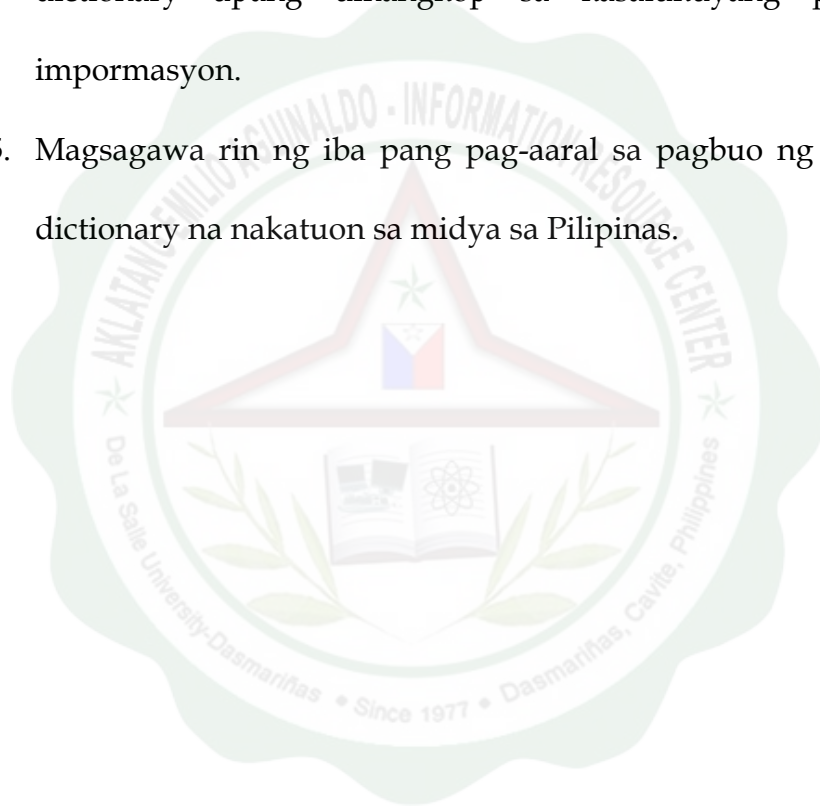 impormasyon.
5. Magsagawa rin ng iba pang pag-aaral sa pagbuo ng
dictionary na nakatuon sa midya sa Pilipinas.
AKLATANG EMILIO AGUINALDO - INFORMATION RESOURCE CENTER
De La Salle University-Dasmariñas • Since 1977 • Dasmariñas, Cavite, Philippines